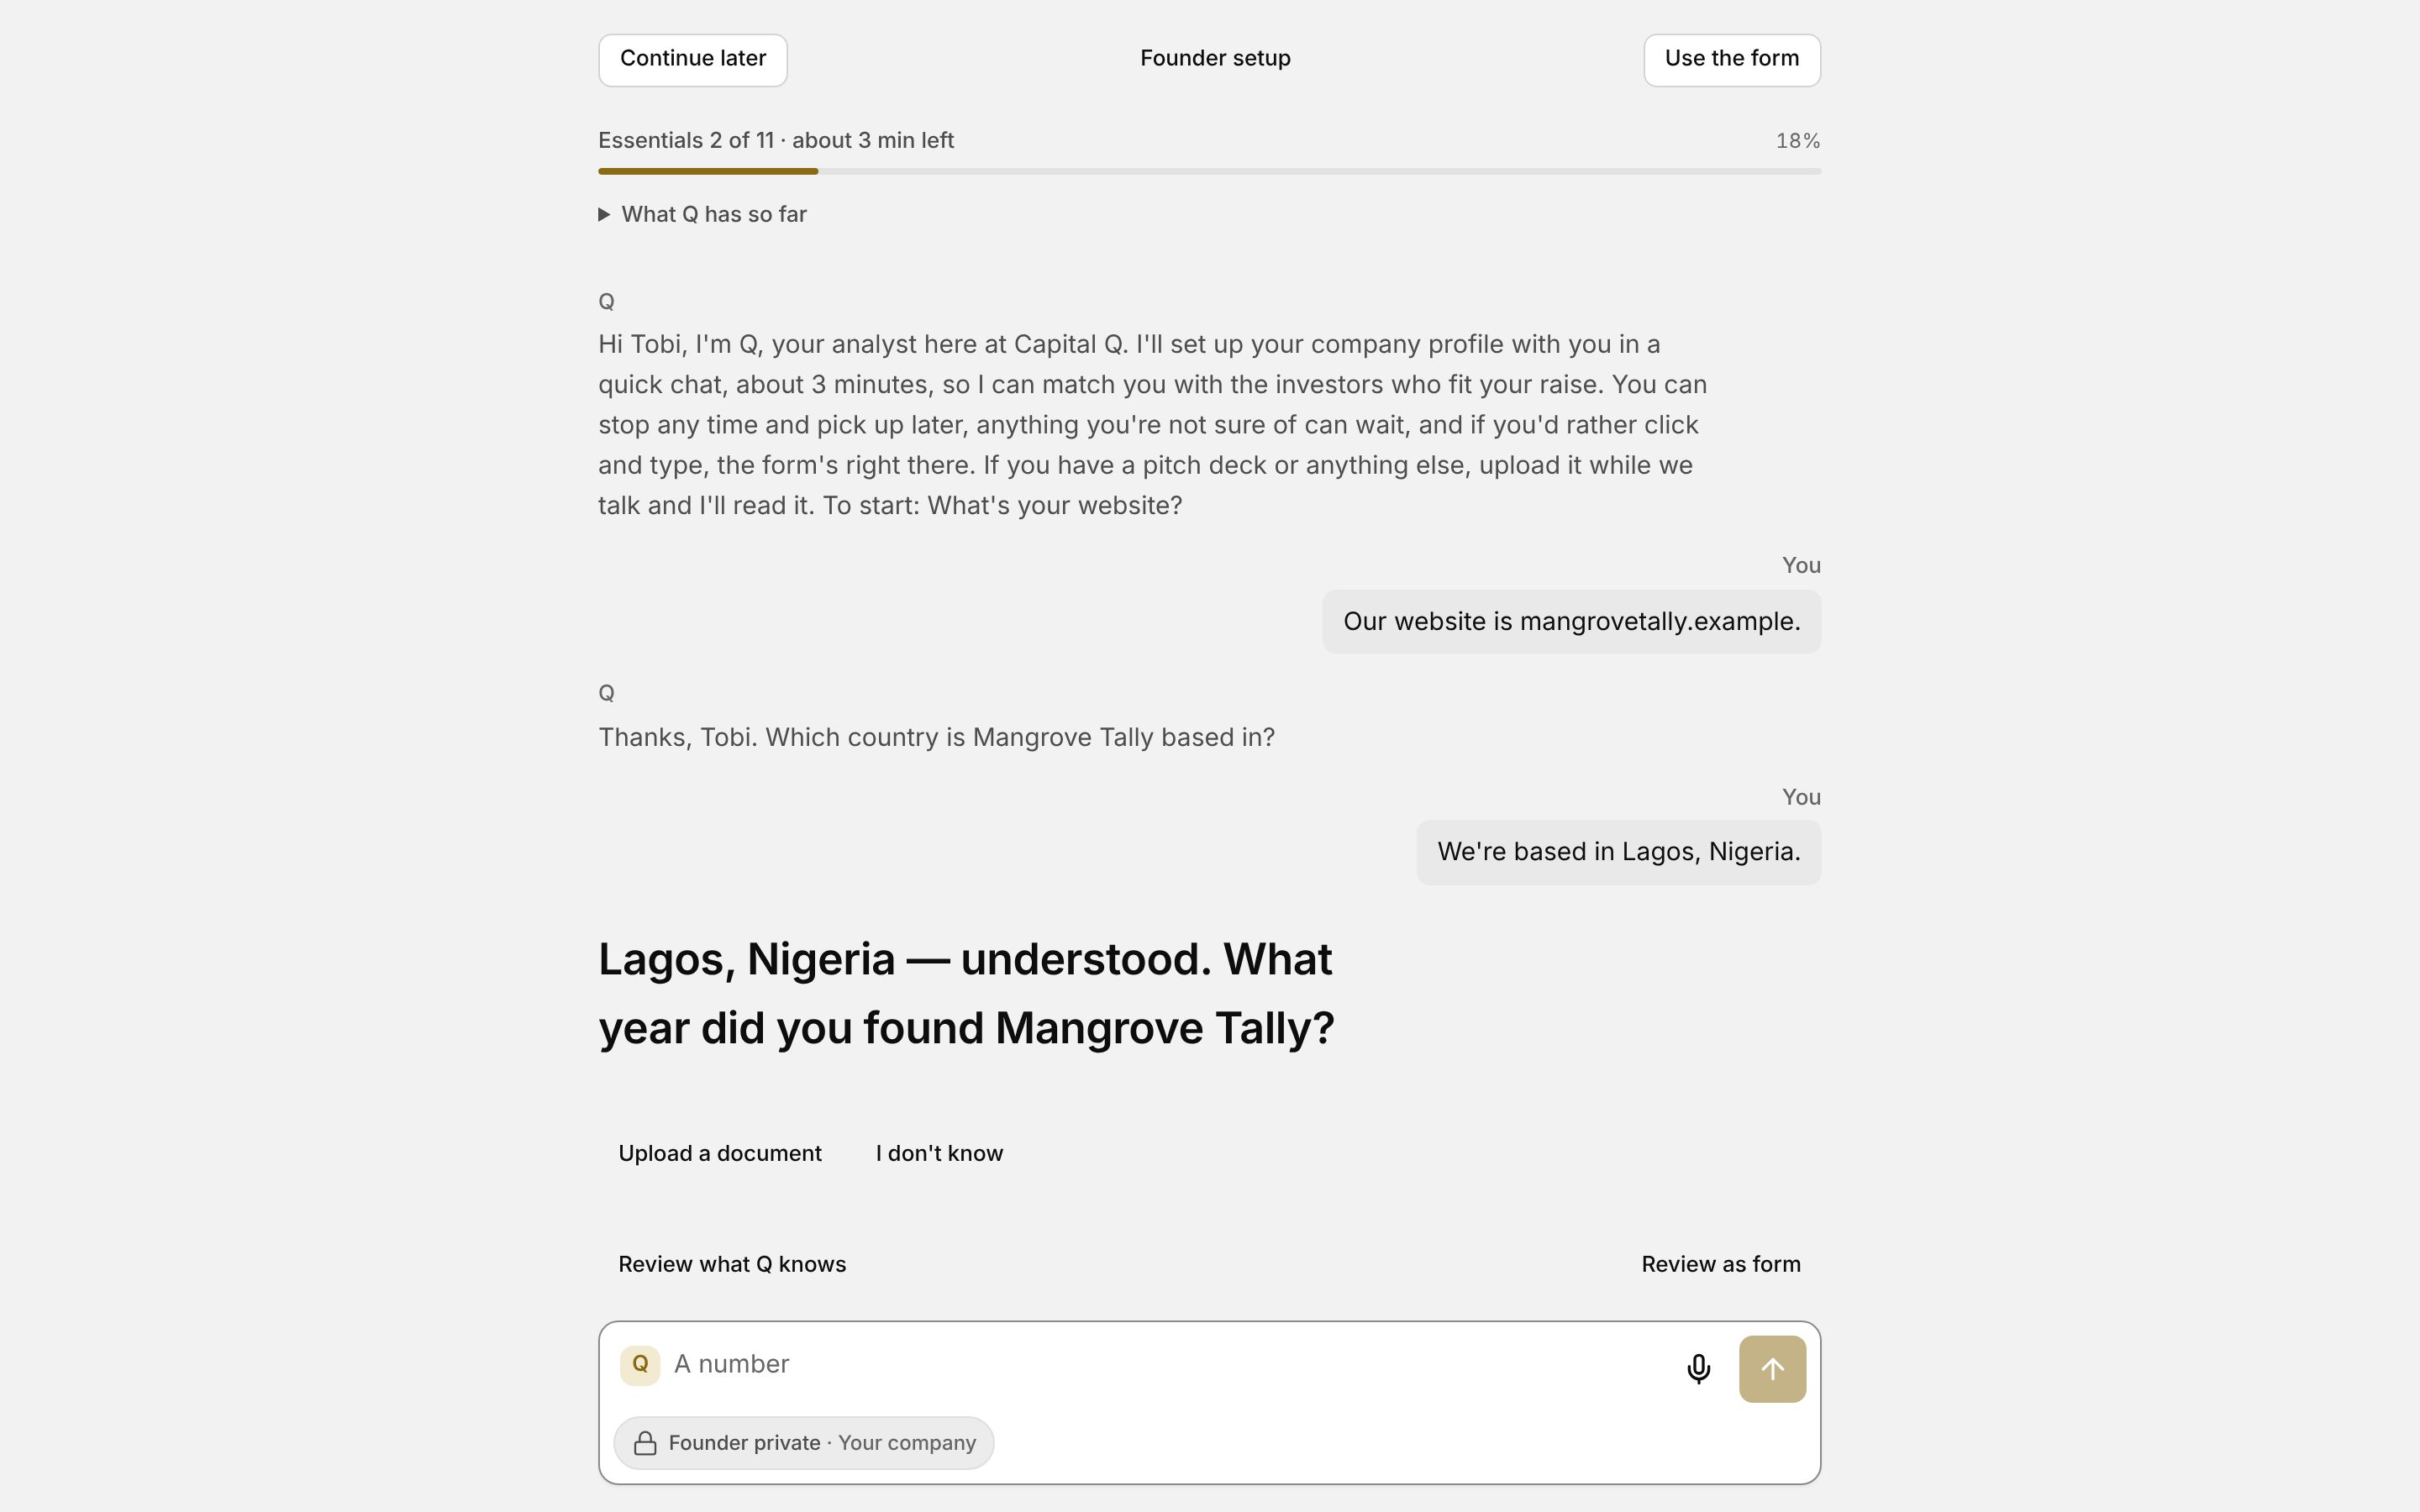 Continue later
Founder setup
Use the form
Essentials 2 of 11 · about 3 min left
18%
What Q has so far
Q
Hi Tobi, I'm Q, your analyst here at Capital Q. I'll set up your company profile with you in a
quick chat, about 3 minutes, so I can match you with the investors who fit your raise. You can
stop any time and pick up later, anything you're not sure of can wait, and if you'd rather click
and type, the form's right there. If you have a pitch deck or anything else, upload it while we
talk and I'll read it. To start: What's your website?
You
Our website is mangrovetally.example.
Q
Thanks, Tobi. Which country is Mangrove Tally based in?
You
We're based in Lagos, Nigeria.
Lagos, Nigeria — understood. What
year did you found Mangrove Tally?
Upload a document
I don't know
Review what Q knows
Review as form
Q
A number
Founder private · Your company